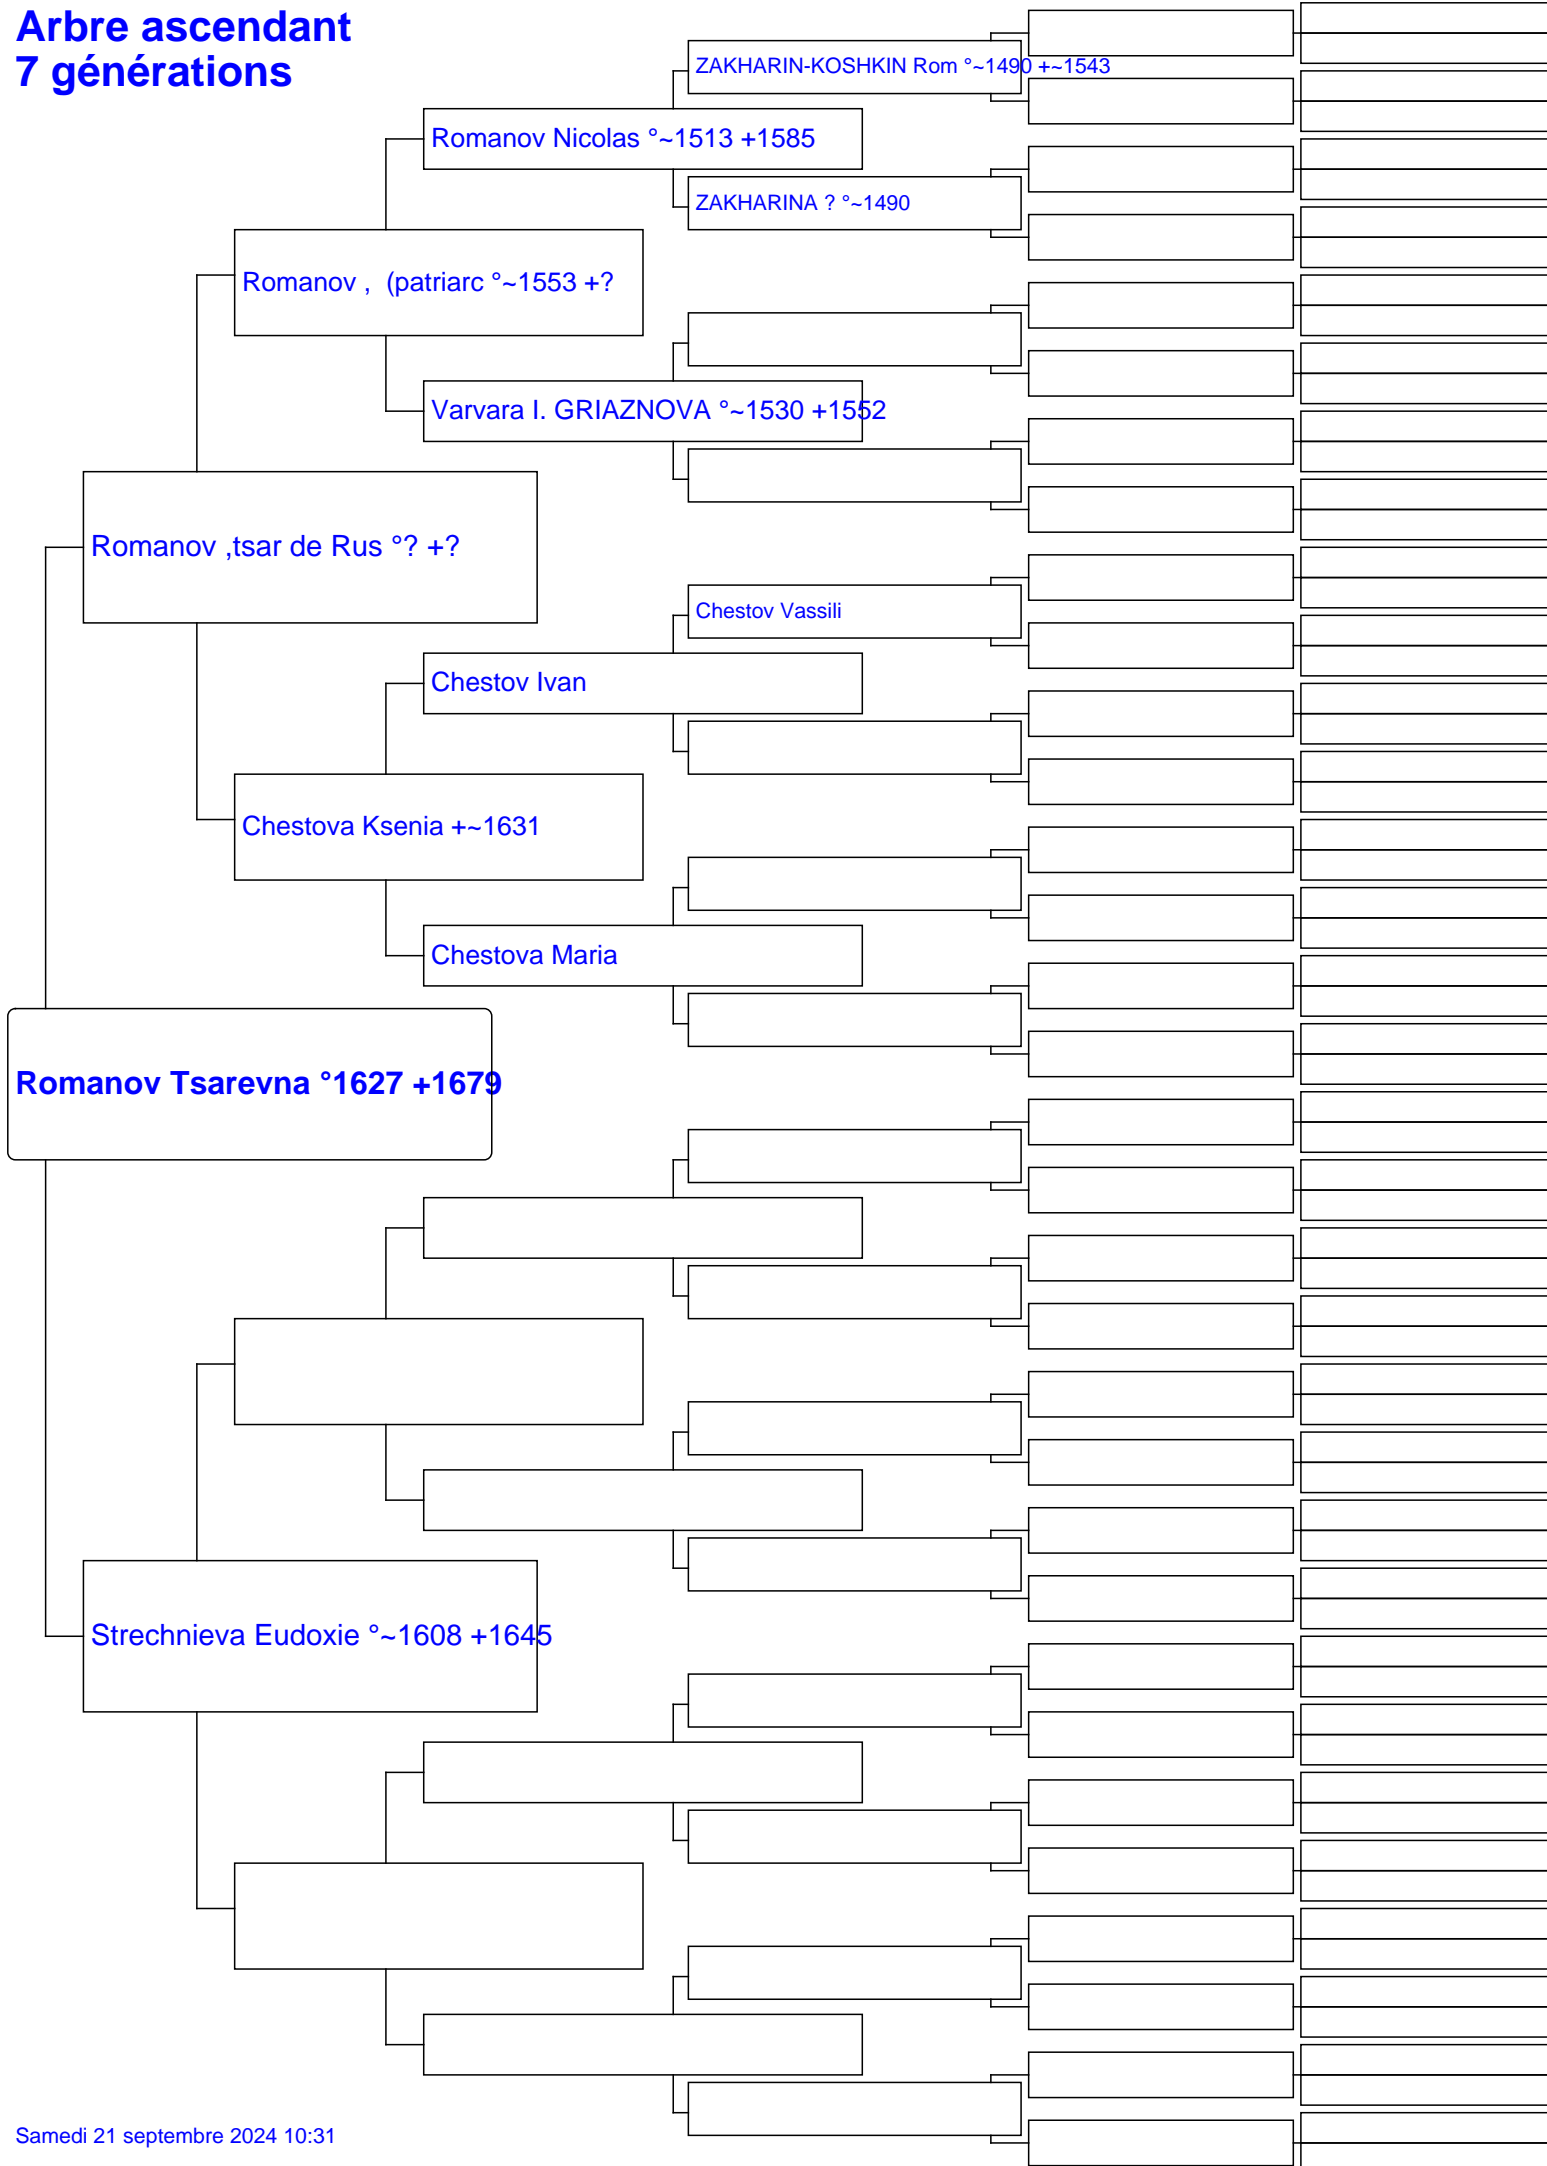 Arbre ascendant
7 générations
ZAKHARIN-KOSHKIN Rom °~1490 +~1543
Romanov Nicolas °~1513 +1585
ZAKHARINA ? °~1490
Romanov ,  (patriarc °~1553 +?
Varvara I. GRIAZNOVA °~1530 +1552
Romanov ,tsar de Rus °? +?
Chestov Vassili
Chestov Ivan
Chestova Ksenia +~1631
Chestova Maria
Romanov Tsarevna °1627 +1679
Strechnieva Eudoxie °~1608 +1645
Samedi 21 septembre 2024 10:31